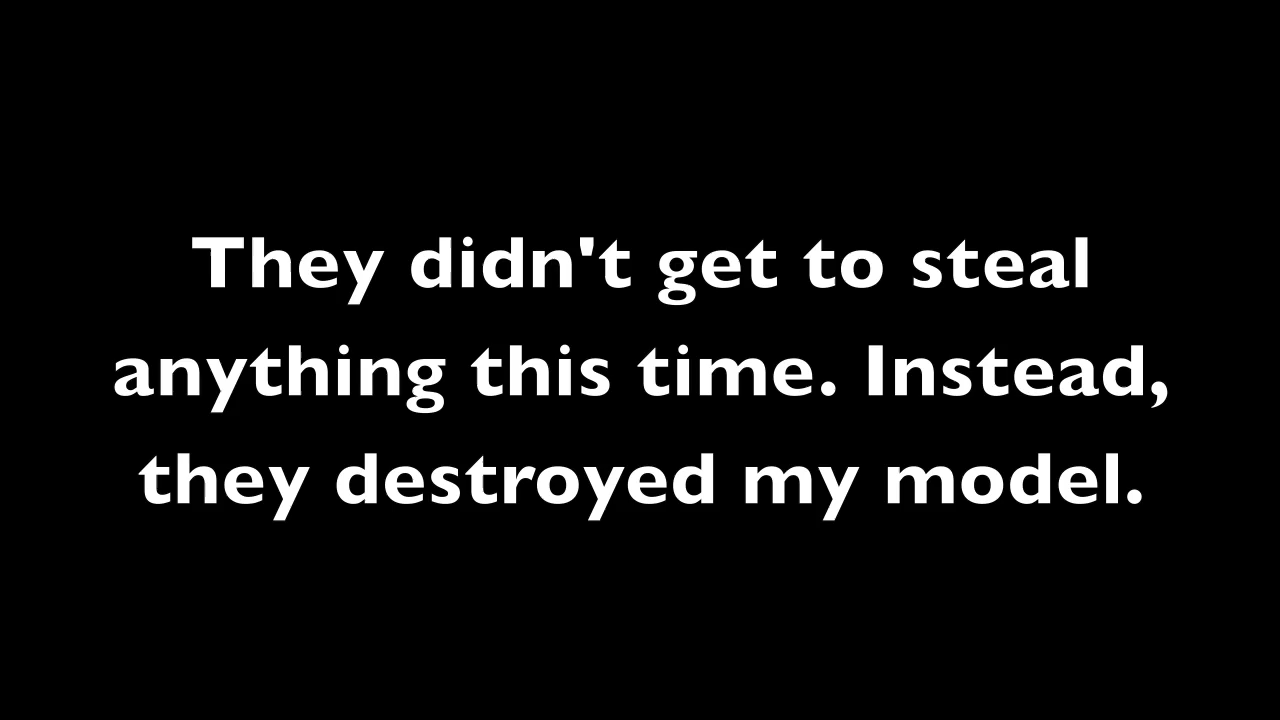 They didn't get to steal
anything this time. Instead,
they destroyed my model.